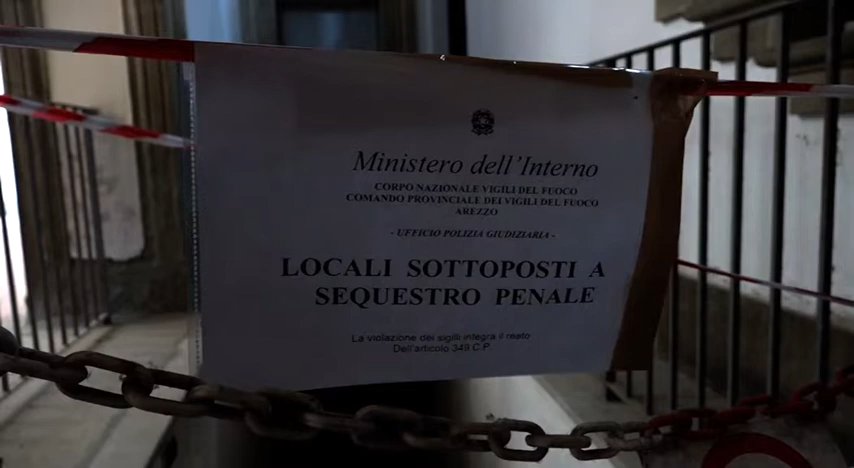 Ministero dell'Interno
CORPO NAZIONALE VIGILI DEL FUOCO
COMANDO PROVINCIALE DEI VIGILI DEL FUOCO
AREZZO
- UFFICIO POLIZIA GIUDIZIARIA -
LOCALI SOTTOPOSTI A
SEQUESTRO PENALE
La violazione dei sigilli integra il reato
Dell'articolo 349 C.P.